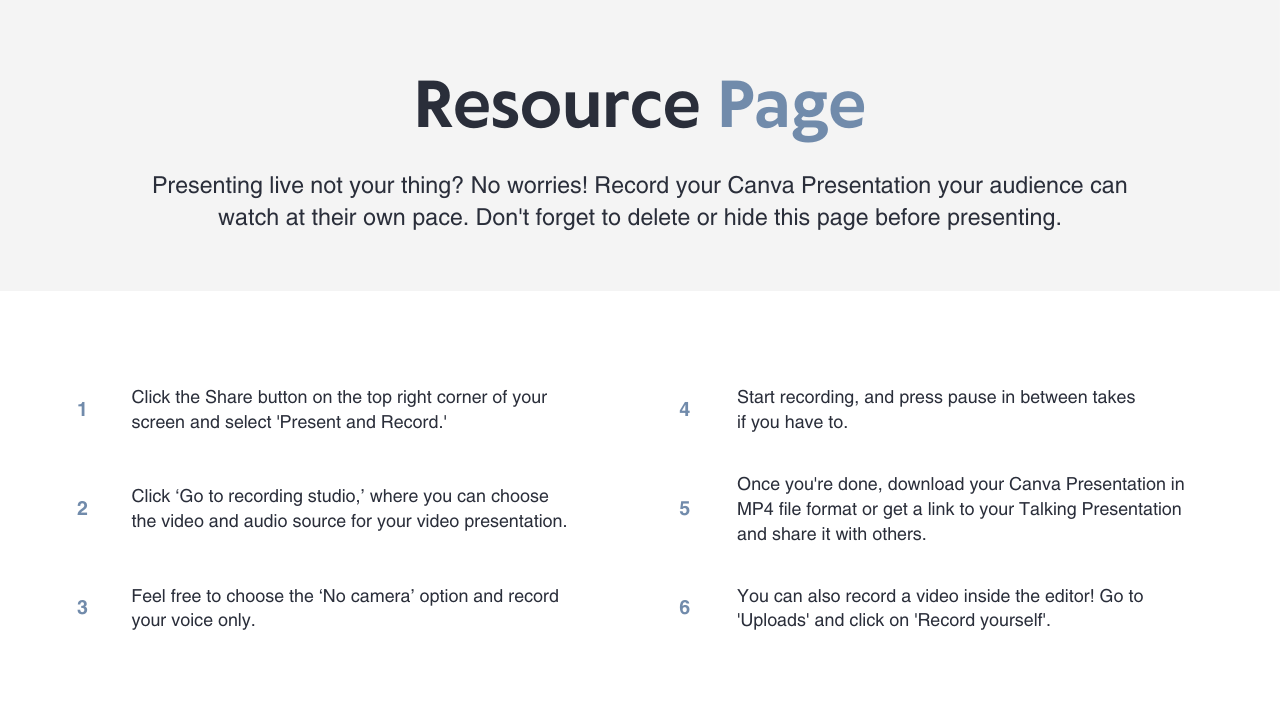 Resource Page
Presenting live not your thing? No worries! Record your Canva Presentation your audience can
watch at their own pace. Don't forget to delete or hide this page before presenting.
1
Click the Share button on the top right corner of your
screen and select 'Present and Record.'
2
Click ‘Go to recording studio,’ where you can choose
the video and audio source for your video presentation.
3
Feel free to choose the ‘No camera’ option and record
your voice only.
4
Start recording, and press pause in between takes
if you have to.
5
Once you're done, download your Canva Presentation in
MP4 file format or get a link to your Talking Presentation
and share it with others.
6
You can also record a video inside the editor! Go to
'Uploads' and click on 'Record yourself'.